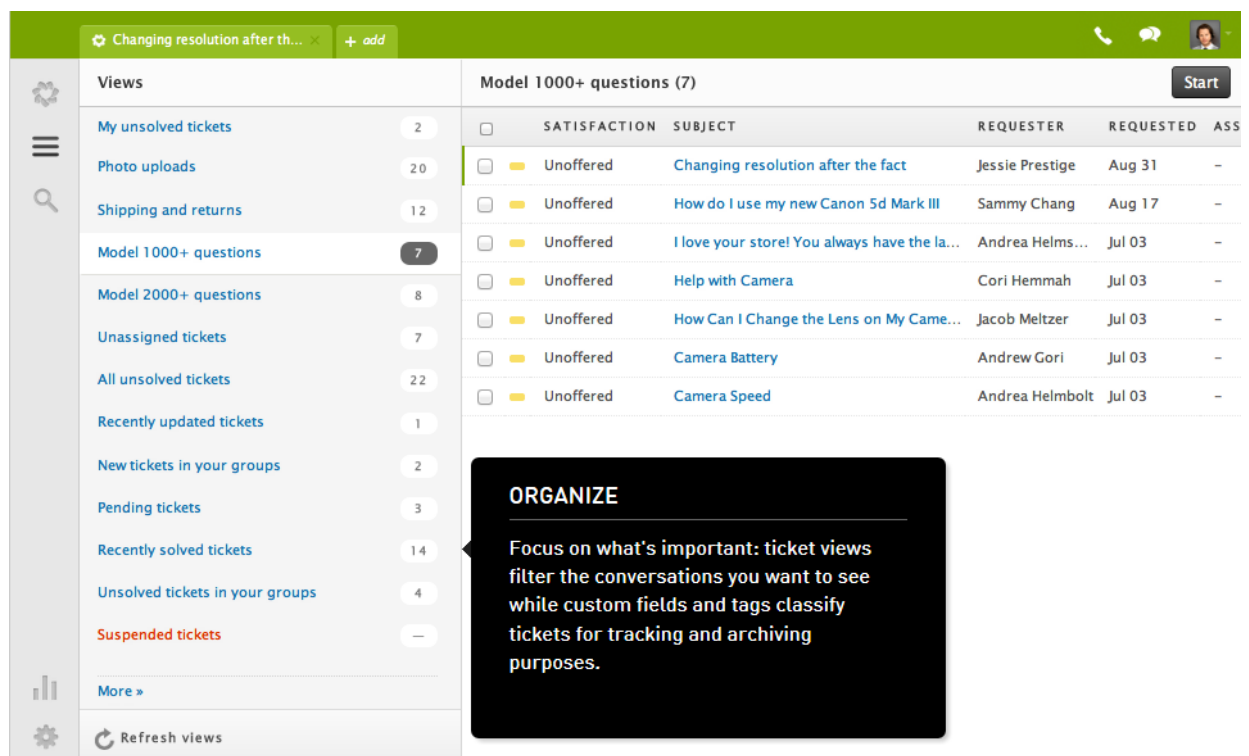 Changing resolution after th... ×
+ add
Views
My unsolved tickets 2
Photo uploads 20
Shipping and returns 12
Model 1000+ questions 7
Model 2000+ questions 8
Unassigned tickets 7
All unsolved tickets 22
Recently updated tickets 1
New tickets in your groups 2
Pending tickets 3
Recently solved tickets 14
Unsolved tickets in your groups 4
Suspended tickets —
More »
Refresh views
Model 1000+ questions (7)
Start
SATISFACTION SUBJECT REQUESTER REQUESTED ASS
Unoffered Changing resolution after the fact Jessie Prestige Aug 31 –
Unoffered How do I use my new Canon 5d Mark III Sammy Chang Aug 17 –
Unoffered I love your store! You always have the la... Andrea Helms... Jul 03 –
Unoffered Help with Camera Cori Hemmah Jul 03 –
Unoffered How Can I Change the Lens on My Came... Jacob Meltzer Jul 03 –
Unoffered Camera Battery Andrew Gori Jul 03 –
Unoffered Camera Speed Andrea Helmbolt Jul 03 –
ORGANIZE
Focus on what's important: ticket views
filter the conversations you want to see
while custom fields and tags classify
tickets for tracking and archiving
purposes.